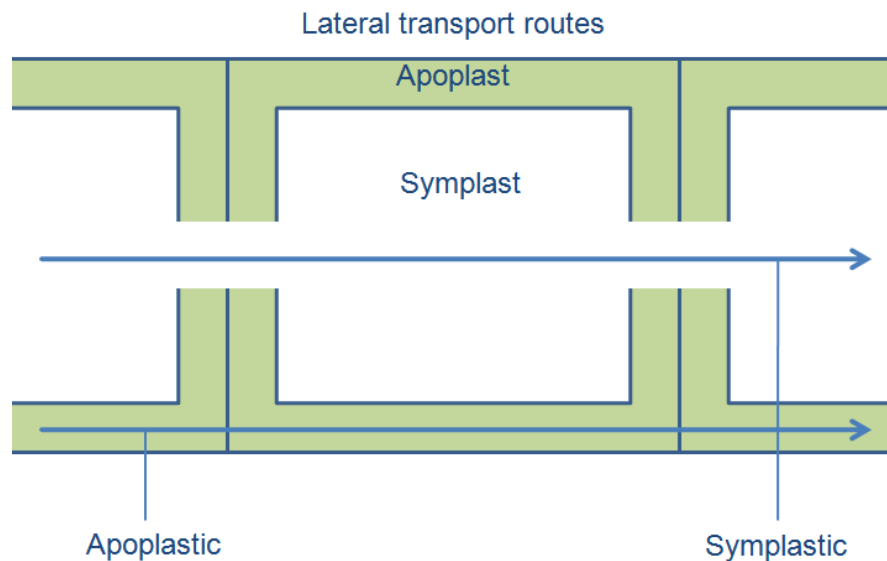 Lateral transport routes
Apoplast
Symplast
Apoplastic
Symplastic